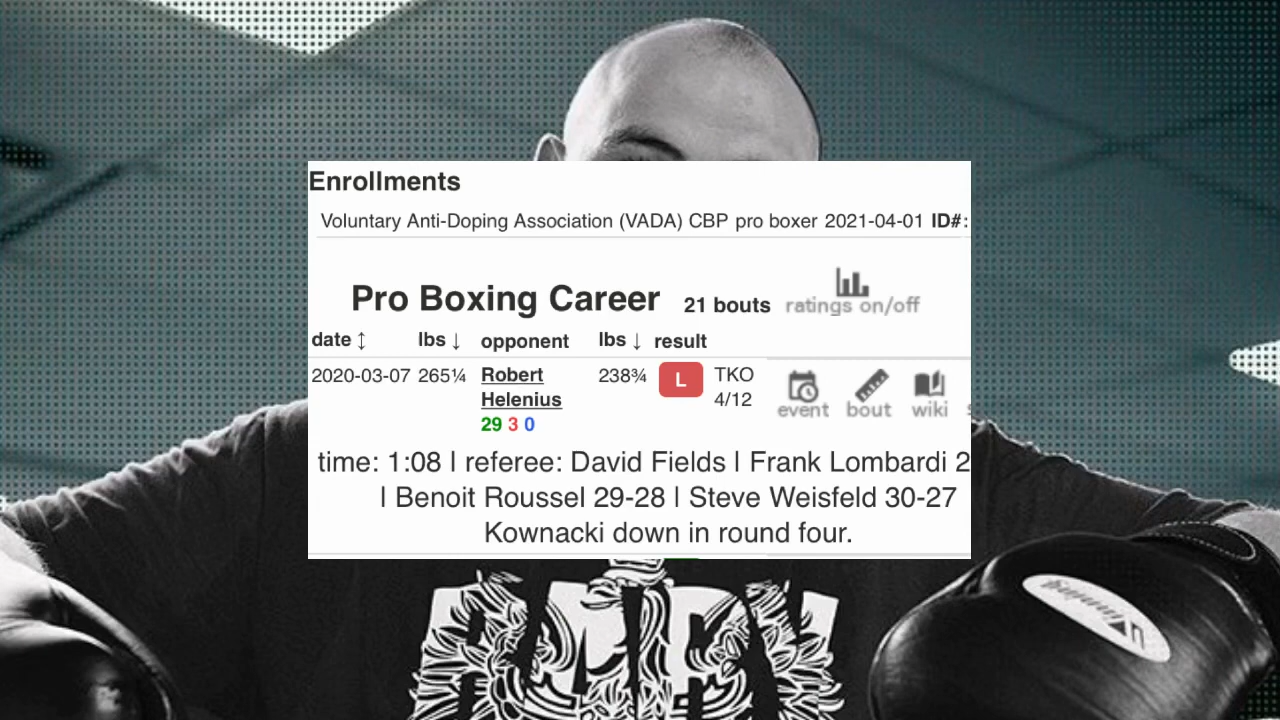 Enrollments
Voluntary Anti-Doping Association (VADA) CBP pro boxer 2021-04-01 ID#:
Pro Boxing Career 21 bouts ratings on/off
date ↕ lbs ↓ opponent lbs ↓ result
2020-03-07 265¼ Robert 238¾ L TKO
Helenius 4/12 event bout wiki
29 3 0
time: 1:08 | referee: David Fields | Frank Lombardi 2
| Benoit Roussel 29-28 | Steve Weisfeld 30-27
Kownacki down in round four.
Winning